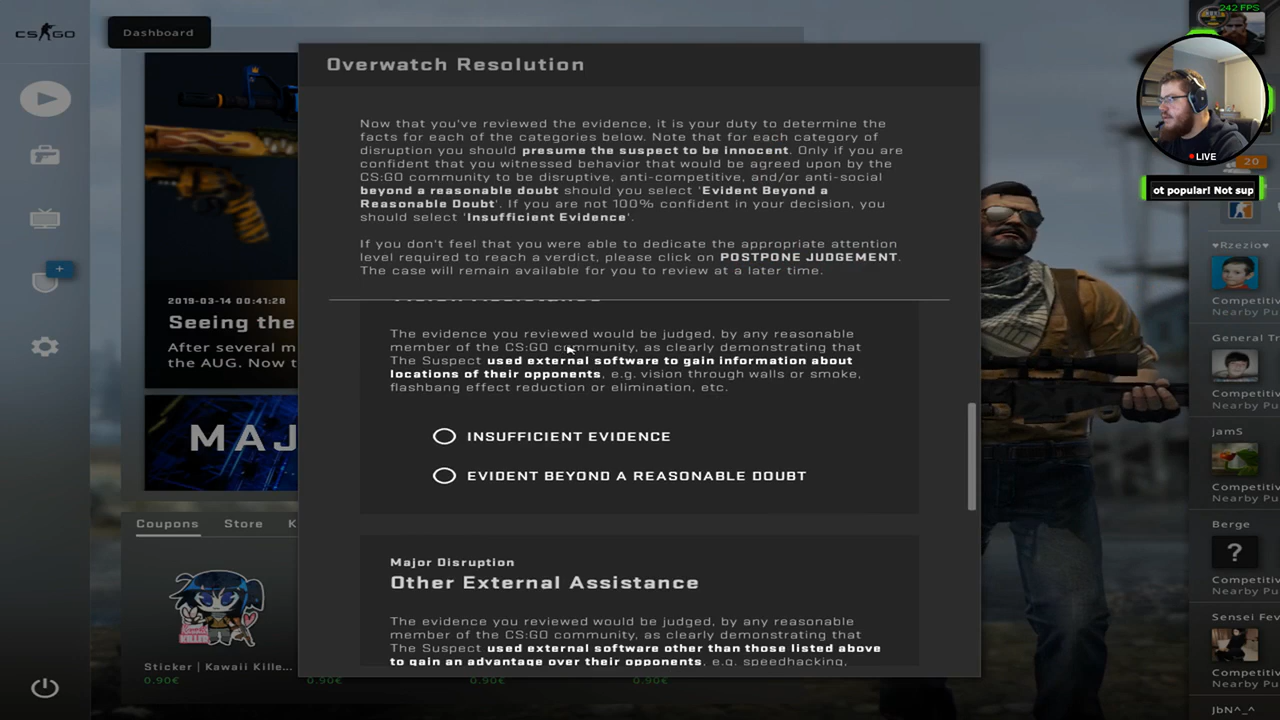 CS GO
Dashboard
242 FPS
LIVE
20
ot popular! Not sup
Overwatch Resolution
Now that you've reviewed the evidence, it is your duty to determine the
facts for each of the categories below. Note that for each category of
disruption you should presume the suspect to be innocent. Only if you are
confident that you witnessed behavior that would be agreed upon by the
CS:GO community to be disruptive, anti-competitive, and/or anti-social
beyond a reasonable doubt should you select 'Evident Beyond a
Reasonable Doubt'. If you are not 100% confident in your decision, you
should select 'Insufficient Evidence'.
If you don't feel that you were able to dedicate the appropriate attention
level required to reach a verdict, please click on POSTPONE JUDGEMENT.
The case will remain available for you to review at a later time.
The evidence you reviewed would be judged, by any reasonable
member of the CS:GO community, as clearly demonstrating that
The Suspect used external software to gain information about
locations of their opponents, e.g. vision through walls or smoke,
flashbang effect reduction or elimination, etc.
INSUFFICIENT EVIDENCE
EVIDENT BEYOND A REASONABLE DOUBT
Major Disruption
Other External Assistance
The evidence you reviewed would be judged, by any reasonable
member of the CS:GO community, as clearly demonstrating that
The Suspect used external software other than those listed above
to gain an advantage over their opponents, e.g. speedhacking,
2019-03-14 00:41:28
Seeing the
After several m
the AUG. Now t
MAJ
Coupons
Store
K
Sticker | Kawaii Kille...
0.90€
0.90€
0.90€
0.90€
♥Rzezio♥
Competitive
Nearby Pu
General Tr
Competitive
Nearby Pu
jamS
Competitiv
Nearby Pu
Berge
?
Competitiv
Nearby Pu
Sensei Fev
Competitiv
Nearby Pu
JbN^_^